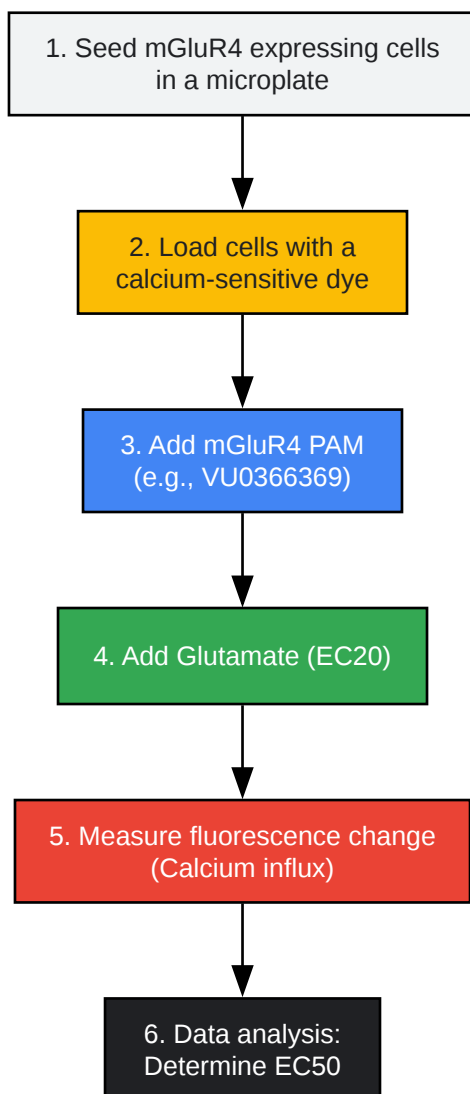 1. Seed mGluR4 expressing cells
in a microplate
2. Load cells with a
calcium-sensitive dye
3. Add mGluR4 PAM
(e.g., VU0366369)
4. Add Glutamate (EC20)
5. Measure fluorescence change
(Calcium influx)
6. Data analysis:
Determine EC50